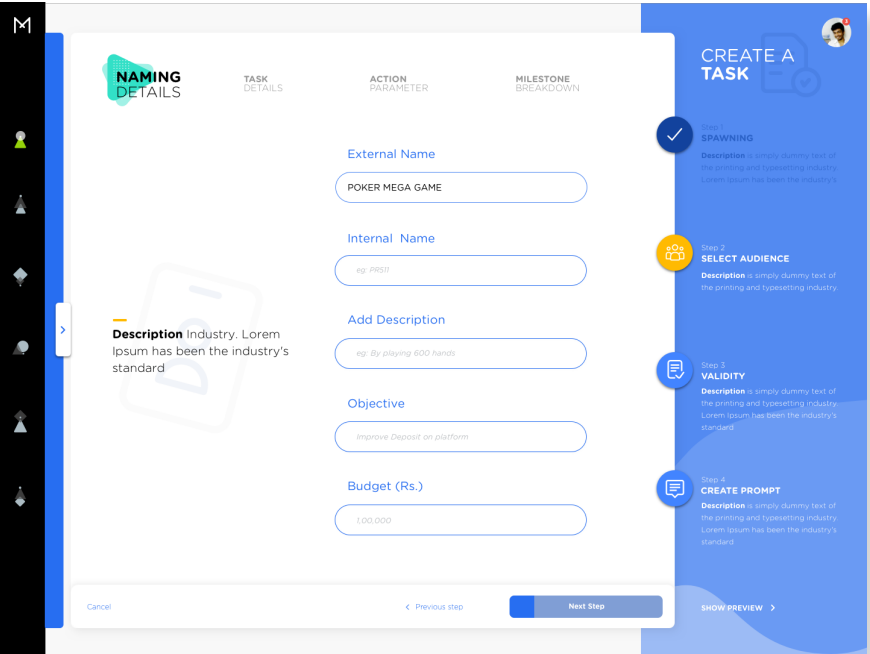 M
3
CREATE A
TASK
NAMING
DETAILS
TASK
DETAILS
ACTION
PARAMETER
MILESTONE
BREAKDOWN
External Name
POKER MEGA GAME
Internal Name
eg: PR511
Add Description
eg: By playing 600 hands
Objective
Improve Deposit on platform
Budget (Rs.)
1,00,000
Do!
Description Industry. Lorem
Ipsum has been the industry's
standard
Cancel
Previous step
Next Step
Step 1
SPAWNING
Description is simply dummy text of
the printing and typesetting industry.
Lorem Ipsum has been the industry's
Step 2
SELECT AUDIENCE
Description is simply dummy text of
the printing and typesetting industry.
Step 3
VALIDITY
Description is simply dummy text of
the printing and typesetting industry.
Lorem Ipsum has been the industry's
standard
Step 4
CREATE PROMPT
Description is simply dummy text of
the printing and typesetting industry.
Lorem Ipsum has been the industry's
standard
SHOW PREVIEW